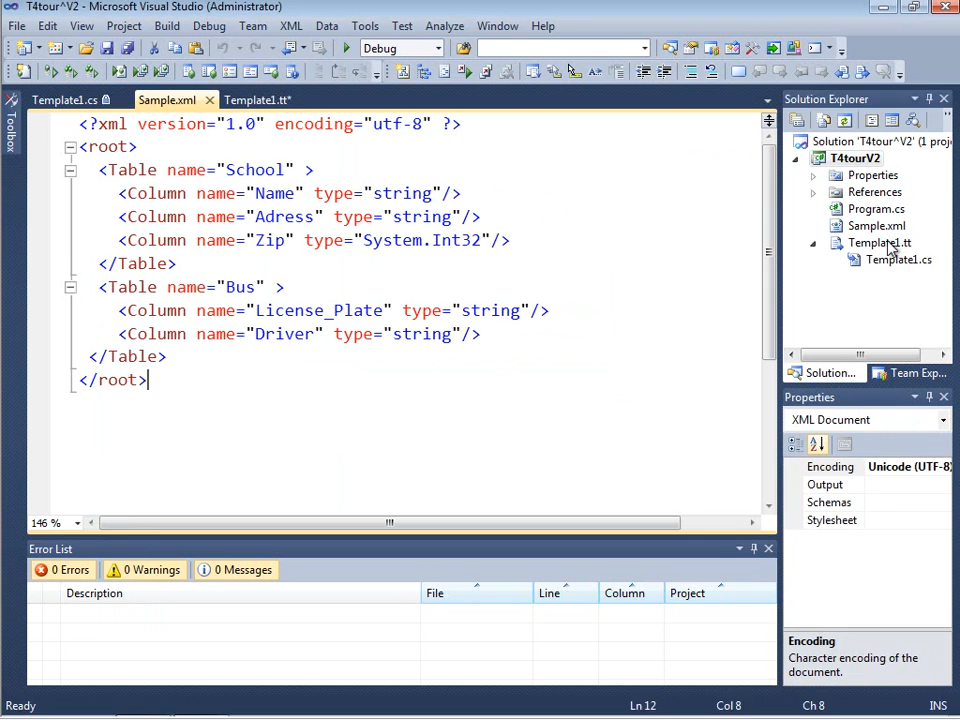 T4tour^V2 - Microsoft Visual Studio (Administrator)
File Edit View Project Build Debug Team XML Data Tools Test Analyze Window Help
Debug
Toolbox
Template1.cs Sample.xml Template1.tt*
<?xml version="1.0" encoding="utf-8" ?>
<root>
<Table name="School" >
<Column name="Name" type="string"/>
<Column name="Adress" type="string"/>
<Column name="Zip" type="System.Int32"/>
</Table>
<Table name="Bus" >
<Column name="License_Plate" type="string"/>
<Column name="Driver" type="string"/>
</Table>
</root>
146 %
Error List
0 Errors 0 Warnings 0 Messages
Description File Line Column Project
Solution Explorer
Solution 'T4tour^V2' (1 proj
T4tourV2
Properties
References
Program.cs
Sample.xml
Template1.tt
Template1.cs
Solution... Team Exp...
Properties
XML Document
Encoding Unicode (UTF-8)
Output
Schemas
Stylesheet
Encoding
Character encoding of the
document.
Ready Ln 12 Col 8 Ch 8 INS